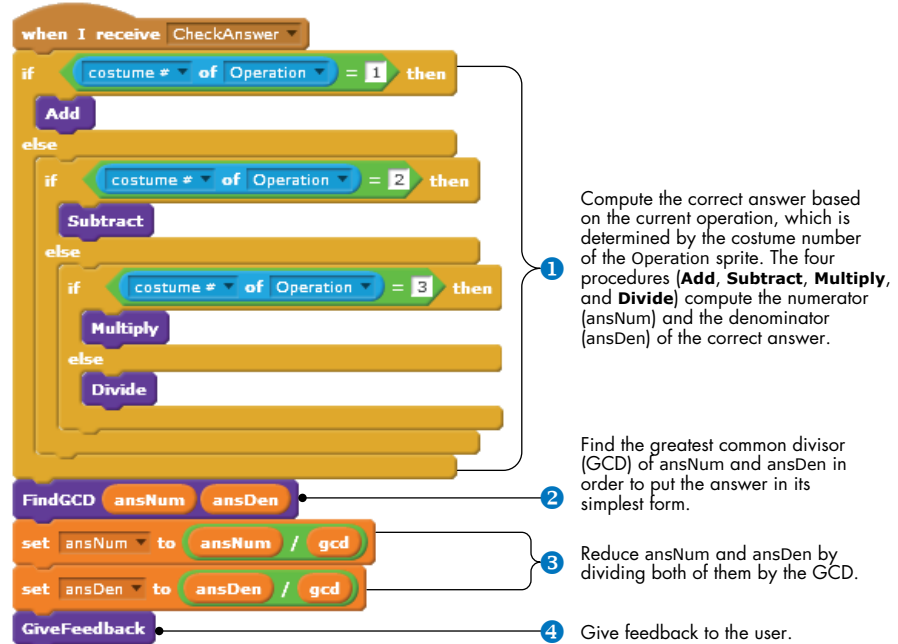 when I receive CheckAnswer
if costume # of Operation = 1 then
Add
else
if costume # of Operation = 2 then
Subtract
else
if costume # of Operation = 3 then
Multiply
else
Divide
FindGCD ansNum ansDen
set ansNum to ansNum / gcd
set ansDen to ansDen / gcd
GiveFeedback
1
Compute the correct answer based
on the current operation, which is
determined by the costume number
of the Operation sprite. The four
procedures (Add, Subtract, Multiply,
and Divide) compute the numerator
(ansNum) and the denominator
(ansDen) of the correct answer.
2
Find the greatest common divisor
(GCD) of ansNum and ansDen in
order to put the answer in its
simplest form.
3
Reduce ansNum and ansDen by
dividing both of them by the GCD.
4
Give feedback to the user.